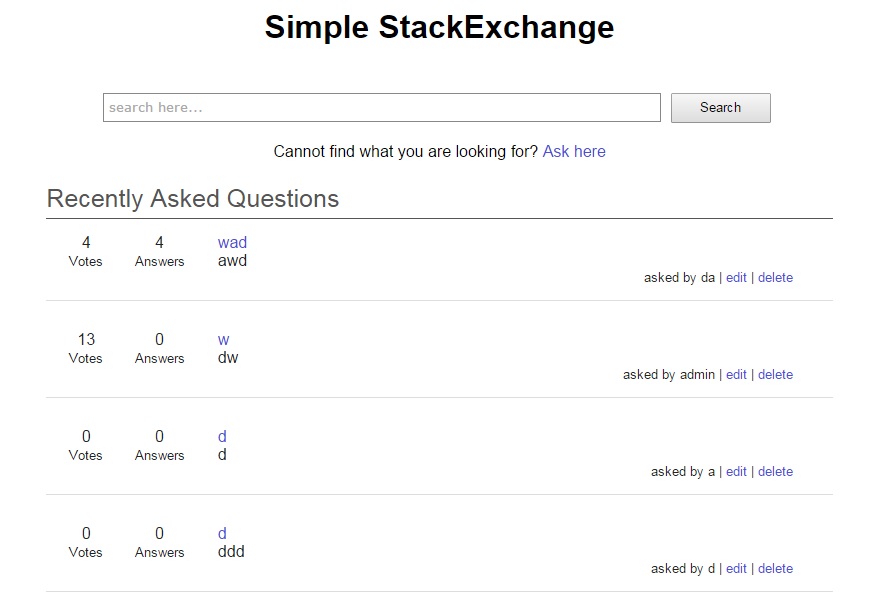 Simple StackExchange
search here...
Search
Cannot find what you are looking for? Ask here
Recently Asked Questions
4 4 wad
Votes Answers awd
asked by da | edit | delete
13 0 w
Votes Answers dw
asked by admin | edit | delete
0 0 d
Votes Answers d
asked by a | edit | delete
0 0 d
Votes Answers ddd
asked by d | edit | delete